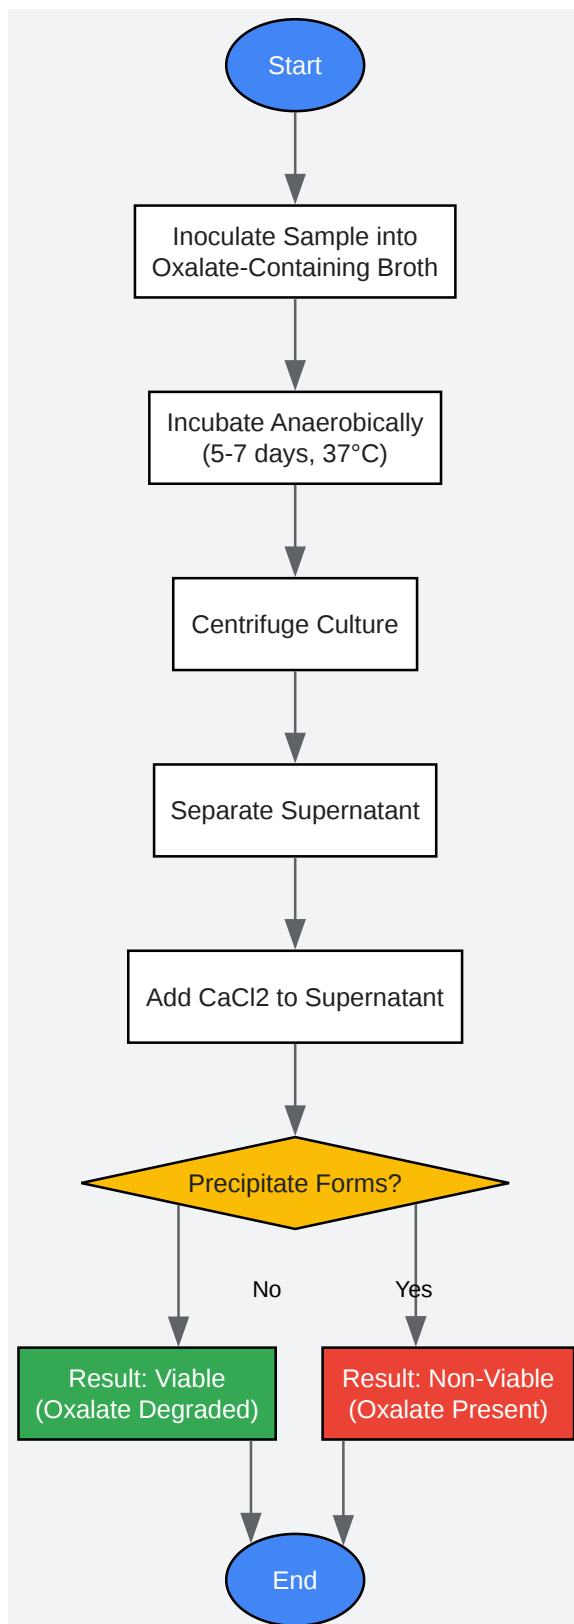 Start
Inoculate Sample into
Oxalate-Containing Broth
Incubate Anaerobically
(5-7 days, 37°C)
Centrifuge Culture
Separate Supernatant
Add CaCl2 to Supernatant
Precipitate Forms?
No
Yes
Result: Viable
(Oxalate Degraded)
Result: Non-Viable
(Oxalate Present)
End